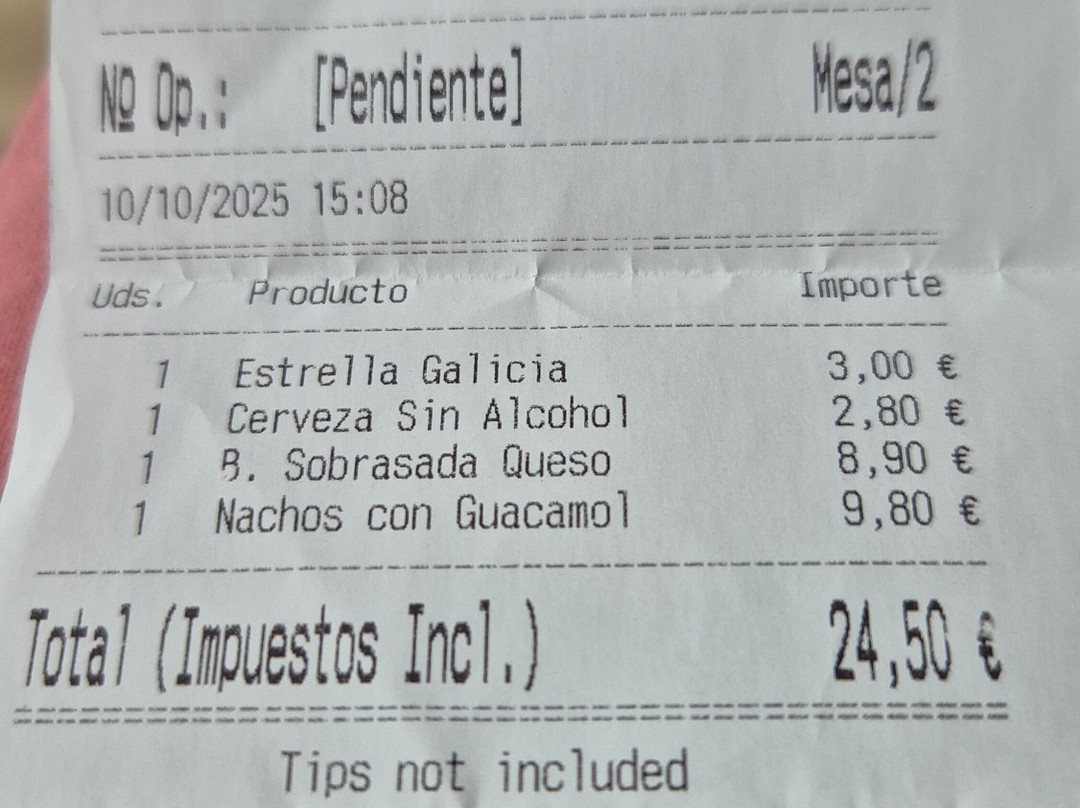 Nº Op.: [Pendiente] Mesa/2
10/10/2025 15:08
Uds. Producto Importe
1 Estrella Galicia 3,00 €
1 Cerveza Sin Alcohol 2,80 €
1 B. Sobrasada Queso 8,90 €
1 Nachos con Guacamol 9,80 €
Total (Impuestos Incl.) 24,50 €
Tips not included